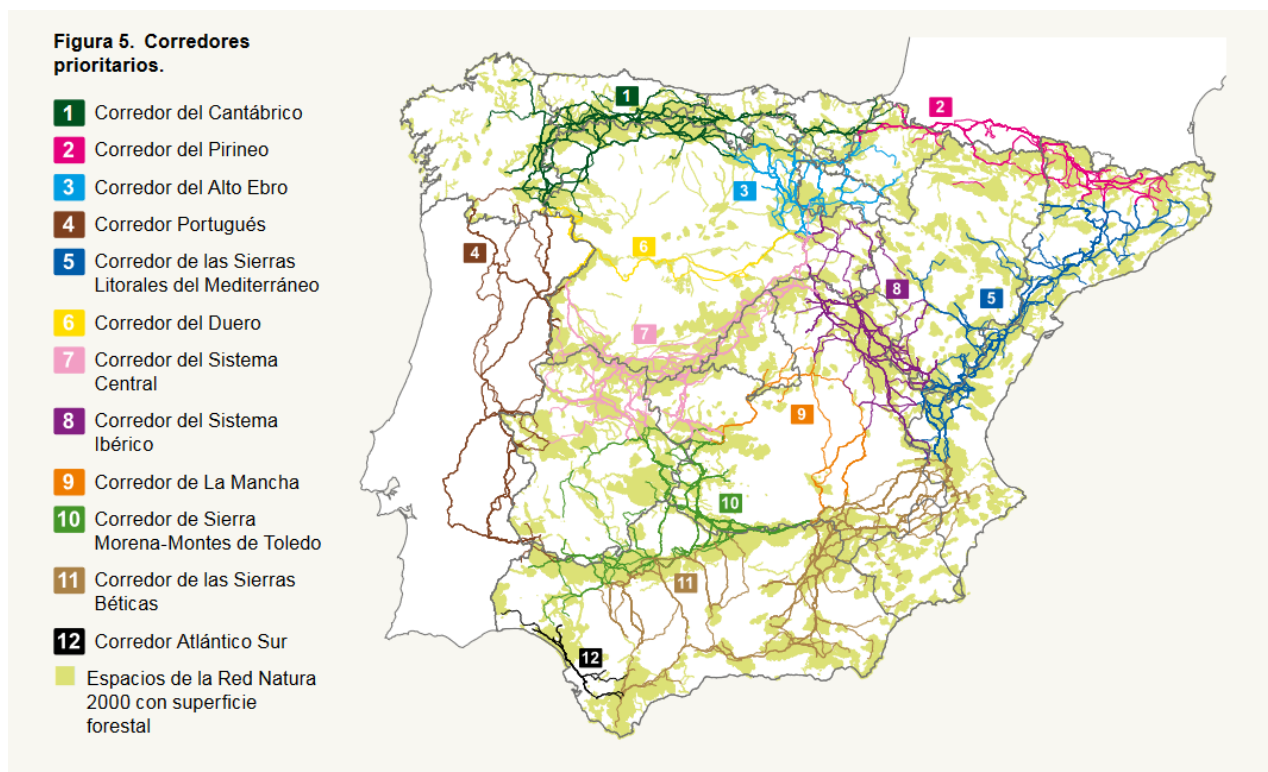 Figura 5. Corredores
prioritarios.
1 Corredor del Cantábrico
2 Corredor del Pirineo
3 Corredor del Alto Ebro
4 Corredor Portugués
5 Corredor de las Sierras
Litorales del Mediterráneo
6 Corredor del Duero
7 Corredor del Sistema
Central
8 Corredor del Sistema
Ibérico
9 Corredor de La Mancha
10 Corredor de Sierra
Morena-Montes de Toledo
11 Corredor de las Sierras
Béticas
12 Corredor Atlántico Sur
Espacios de la Red Natura
2000 con superficie
forestal
1
2
3
4
6
8
5
7
9
10
11
12